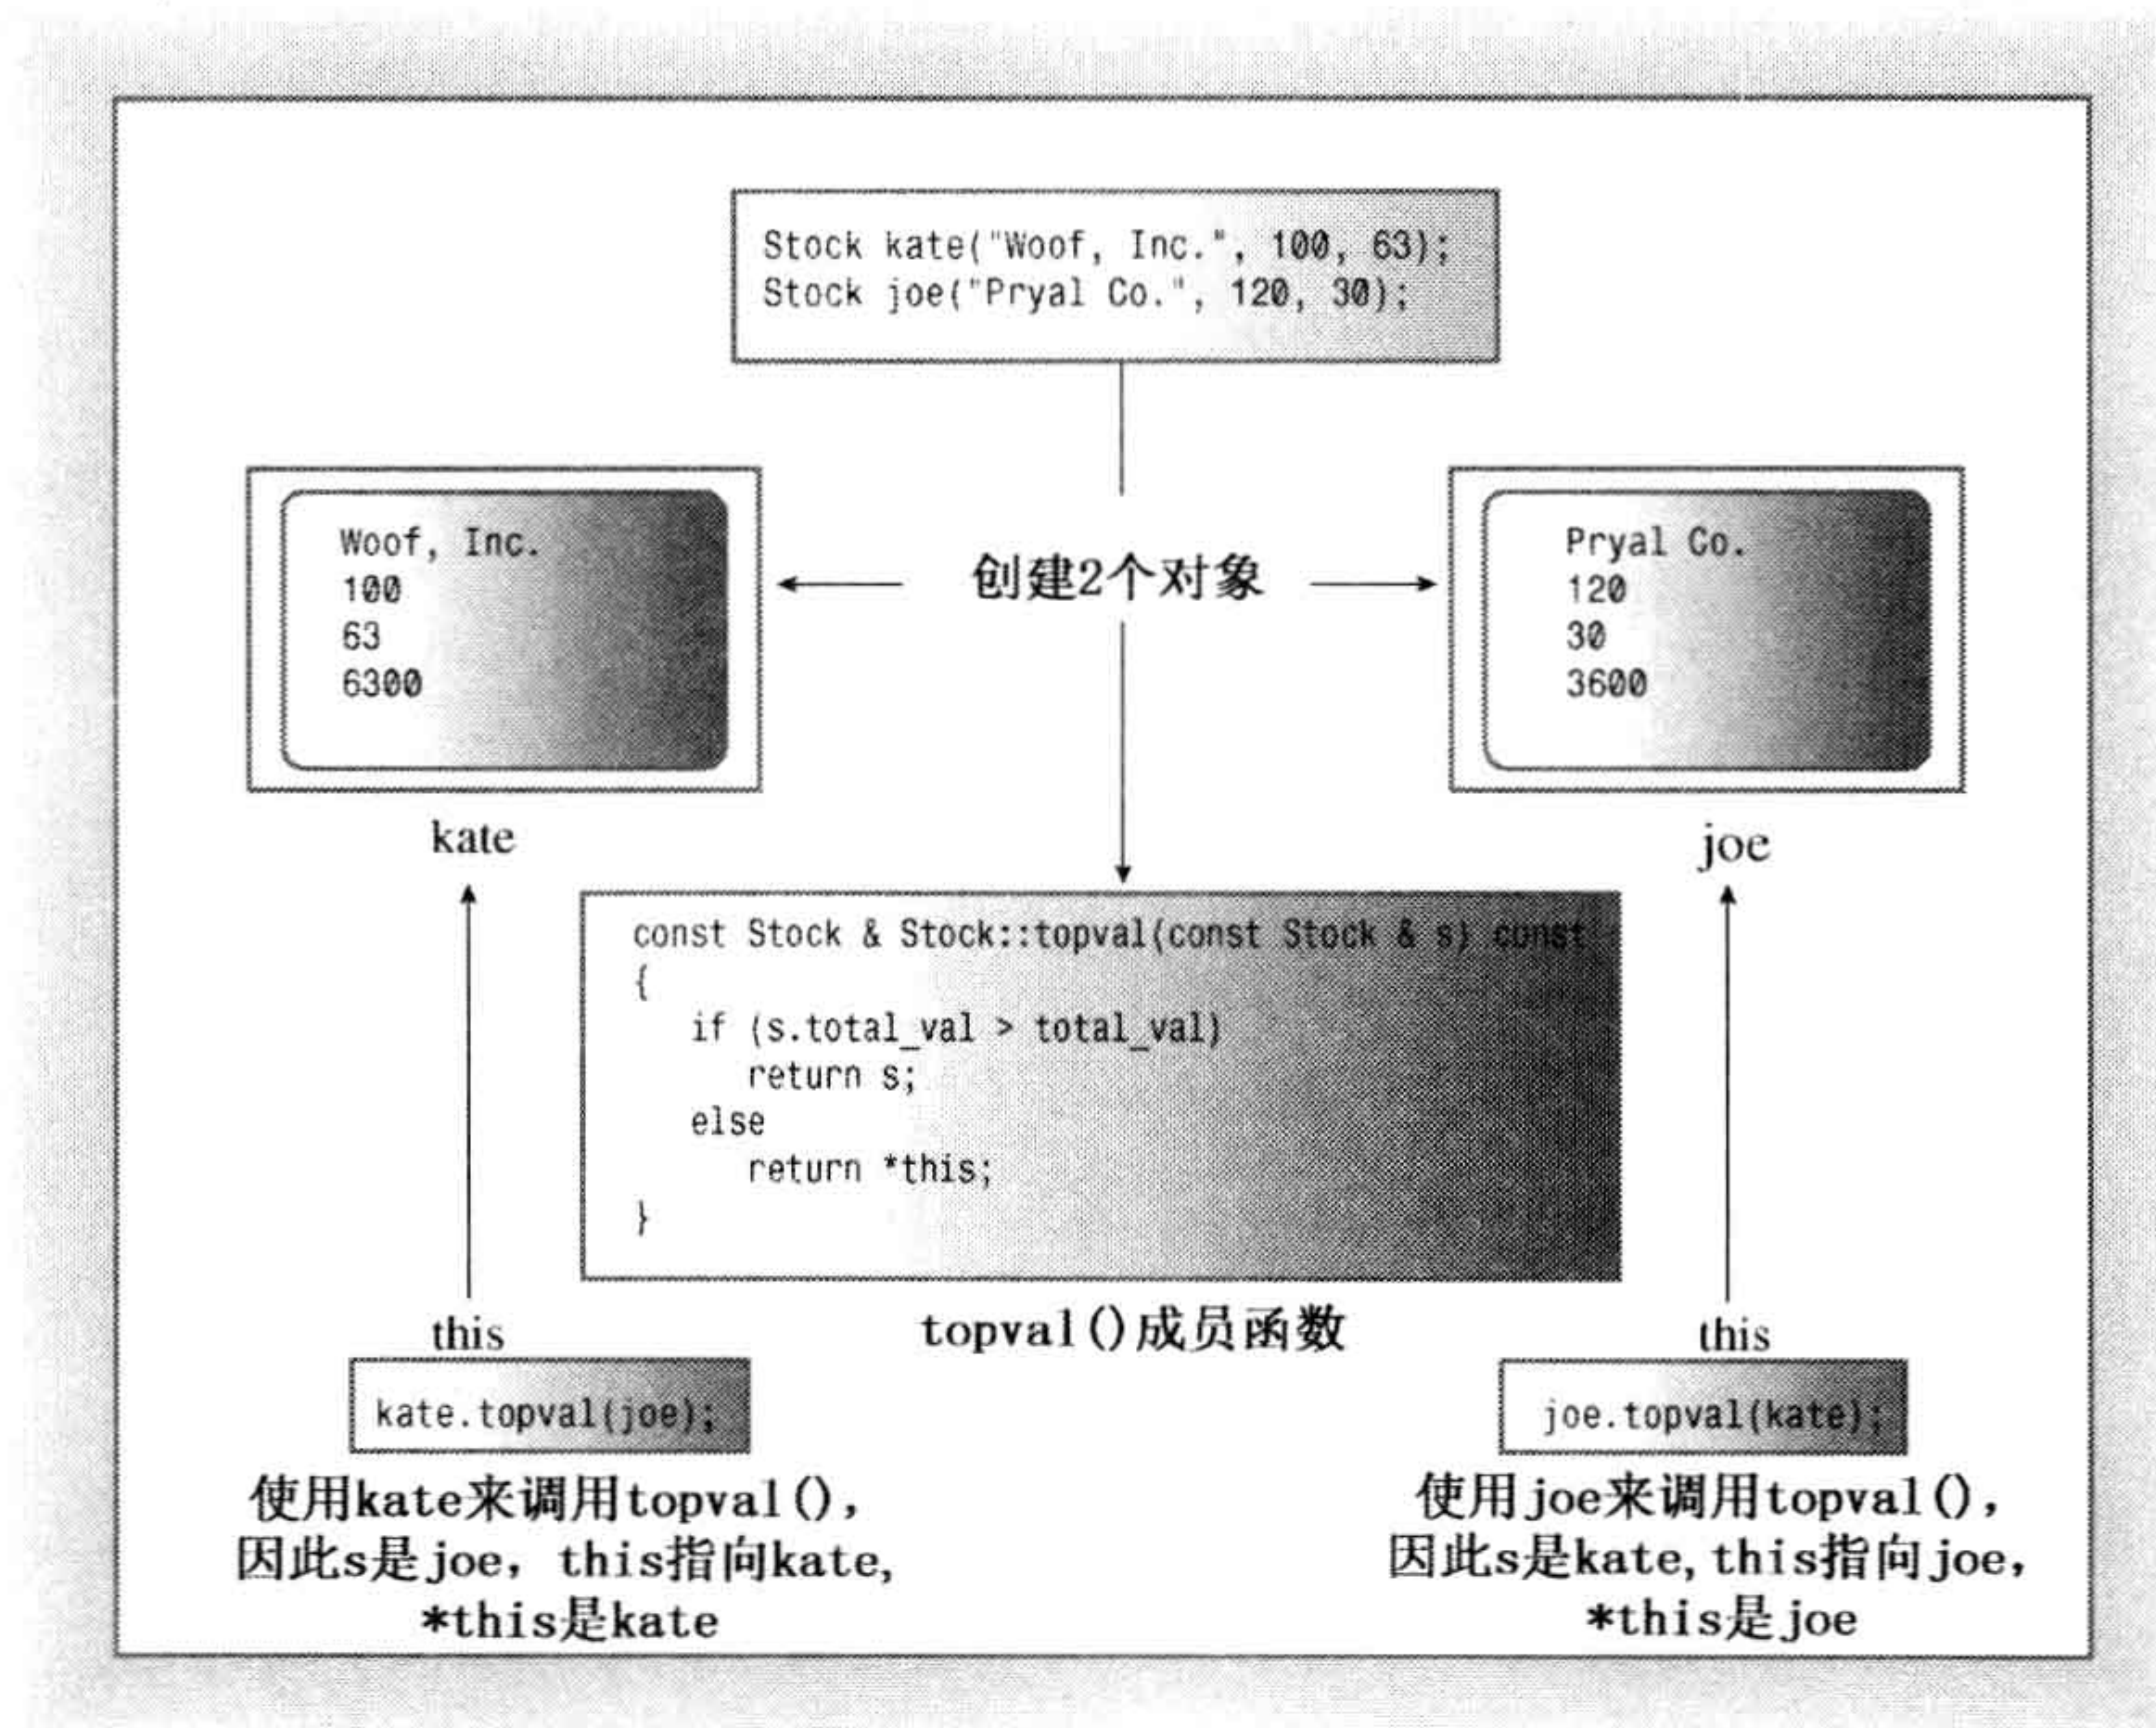 Stock kate("Woof, Inc.", 100, 63);
Stock joe("Pryal Co.", 120, 30);
Woof, Inc.
100
63
6300
kate
创建2个对象
Pryal Co.
120
30
3600
joe
const Stock & Stock::topval(const Stock & s) const
{
if (s.total_val > total_val)
return s;
else
return *this;
}
topval()成员函数
this
kate.topval(joe);
使用kate来调用topval(),
因此s是joe, this指向kate,
*this是kate
this
joe.topval(kate);
使用joe来调用topval(),
因此s是kate, this指向joe,
*this是joe